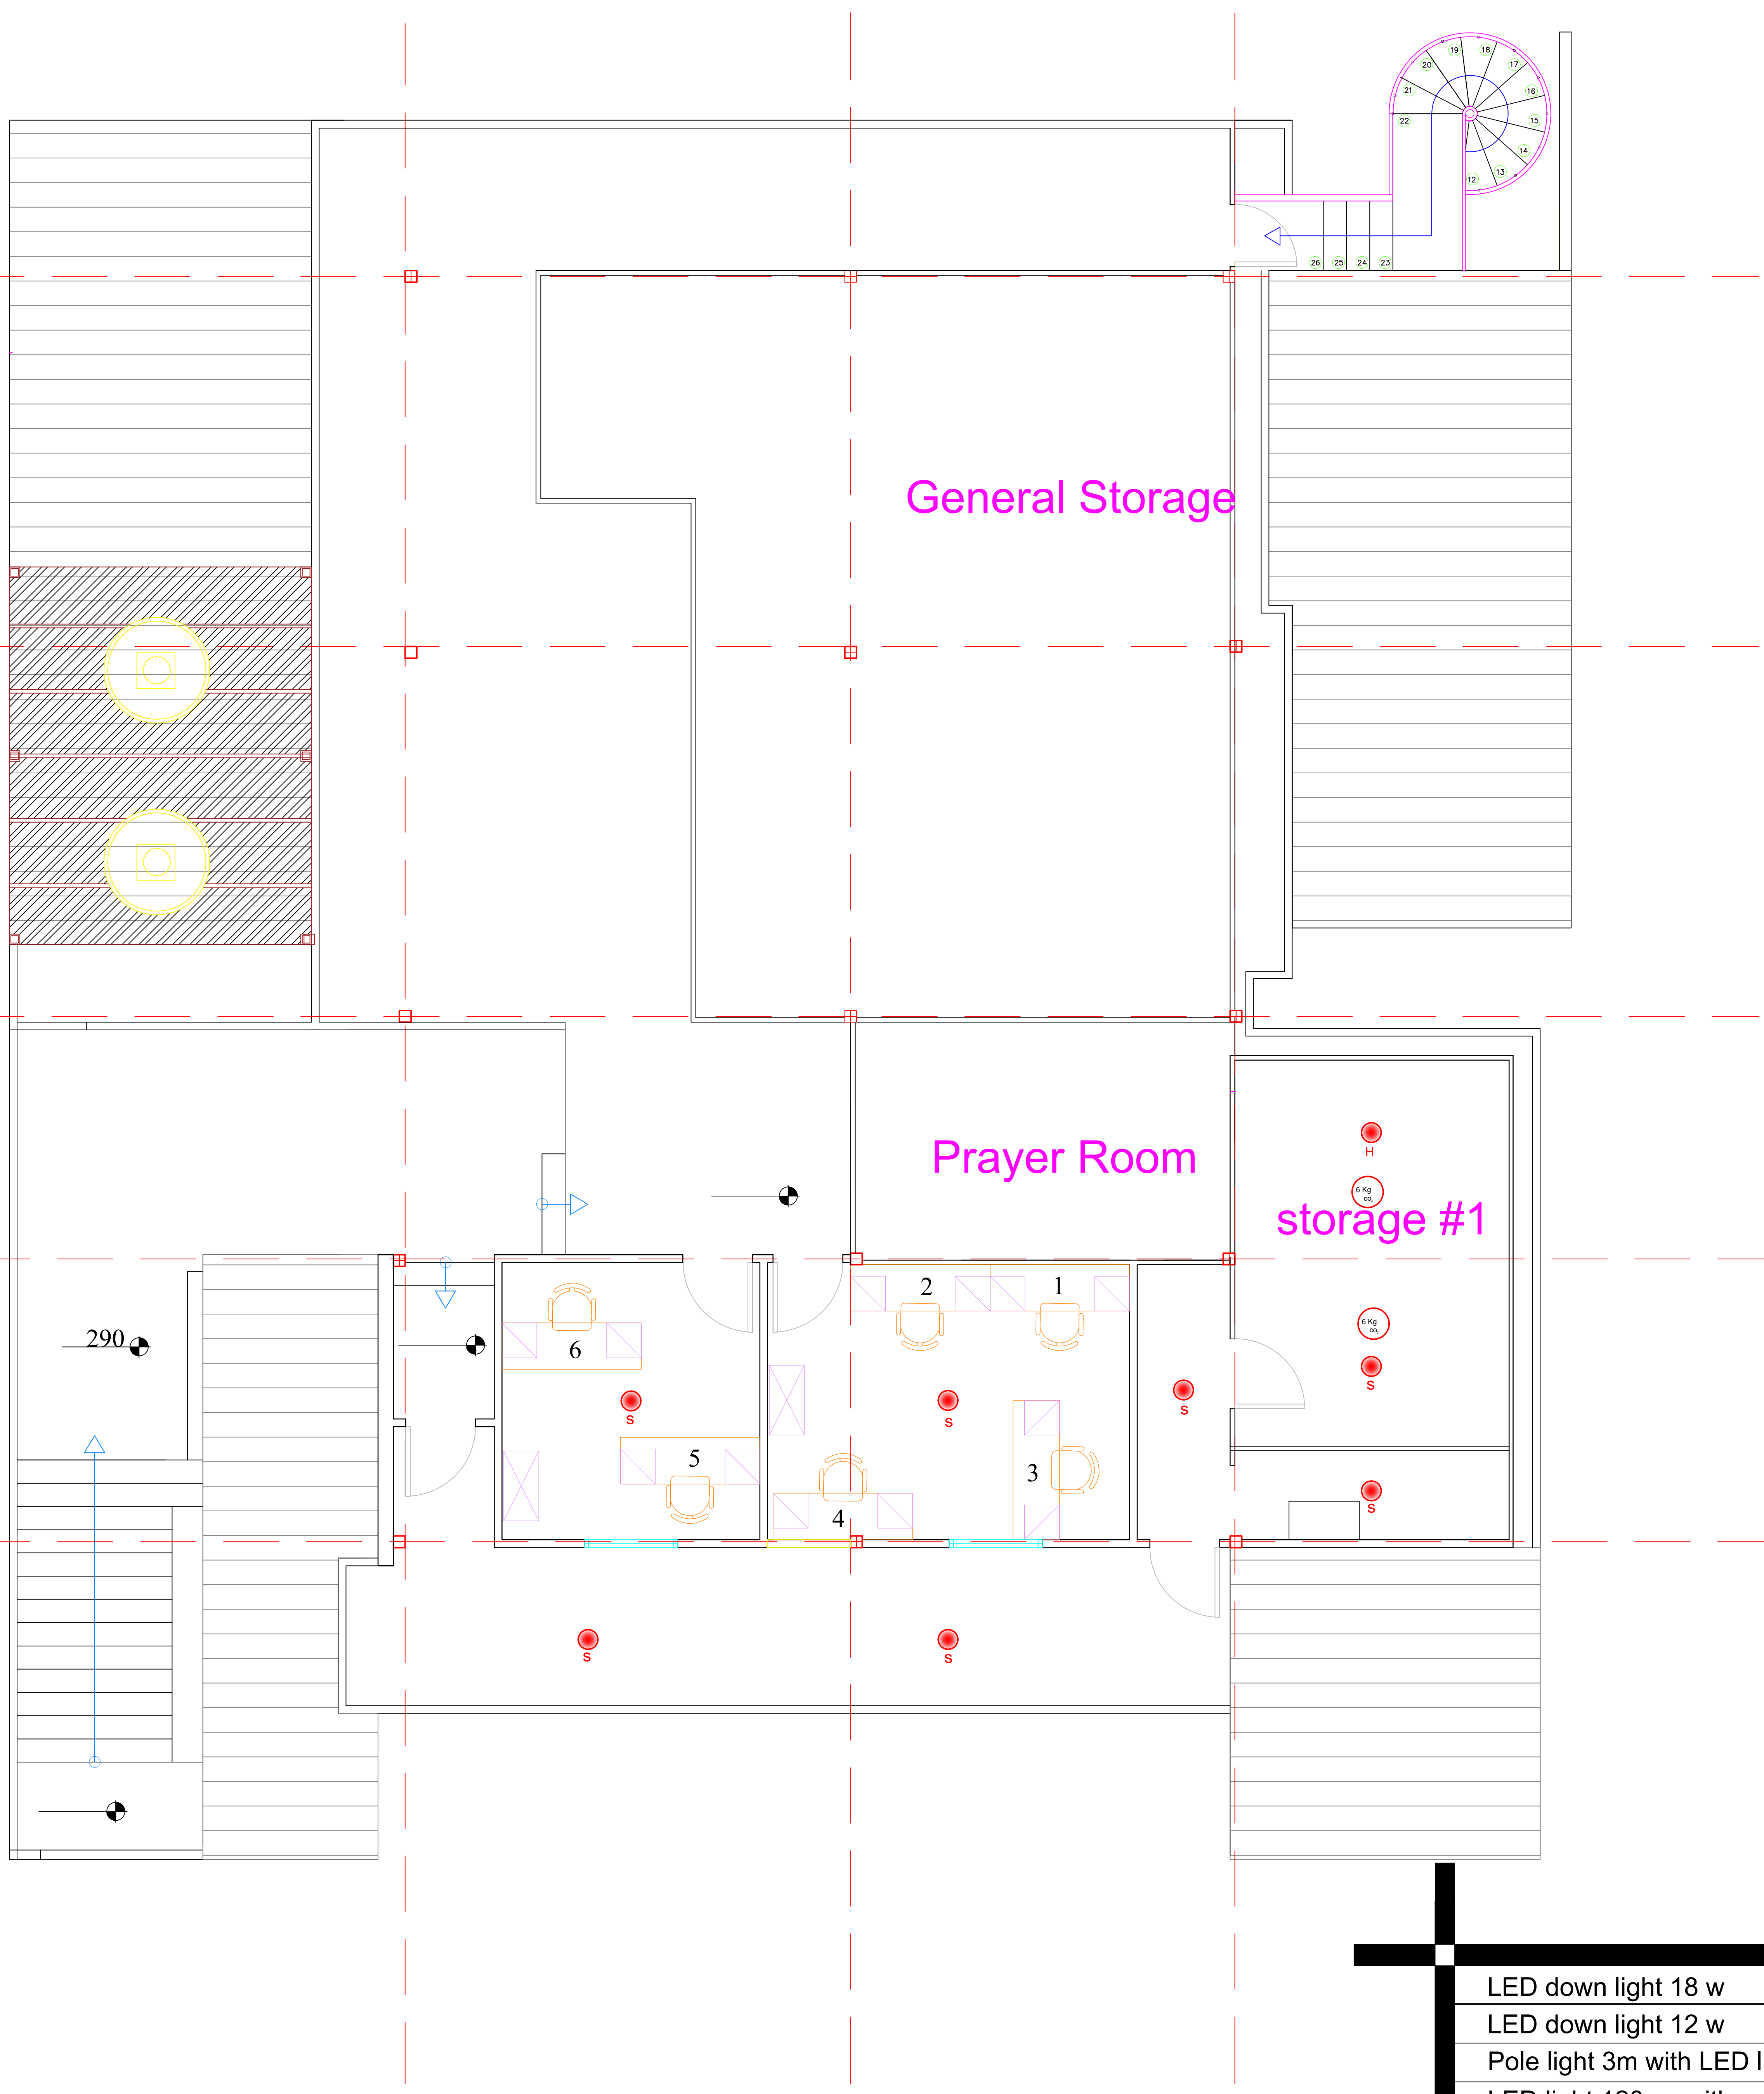 19 18
20 17
21 16
22 15
14
12 13
26 25 24 23
General Storage
Prayer Room
H
6 Kg
co2
storage #1
2 1
290
6
6 Kg
co2
S
S
S
S
5
3
4
S
S
S
LED down light 18 w
LED down light 12 w
Pole light 3m with LED l